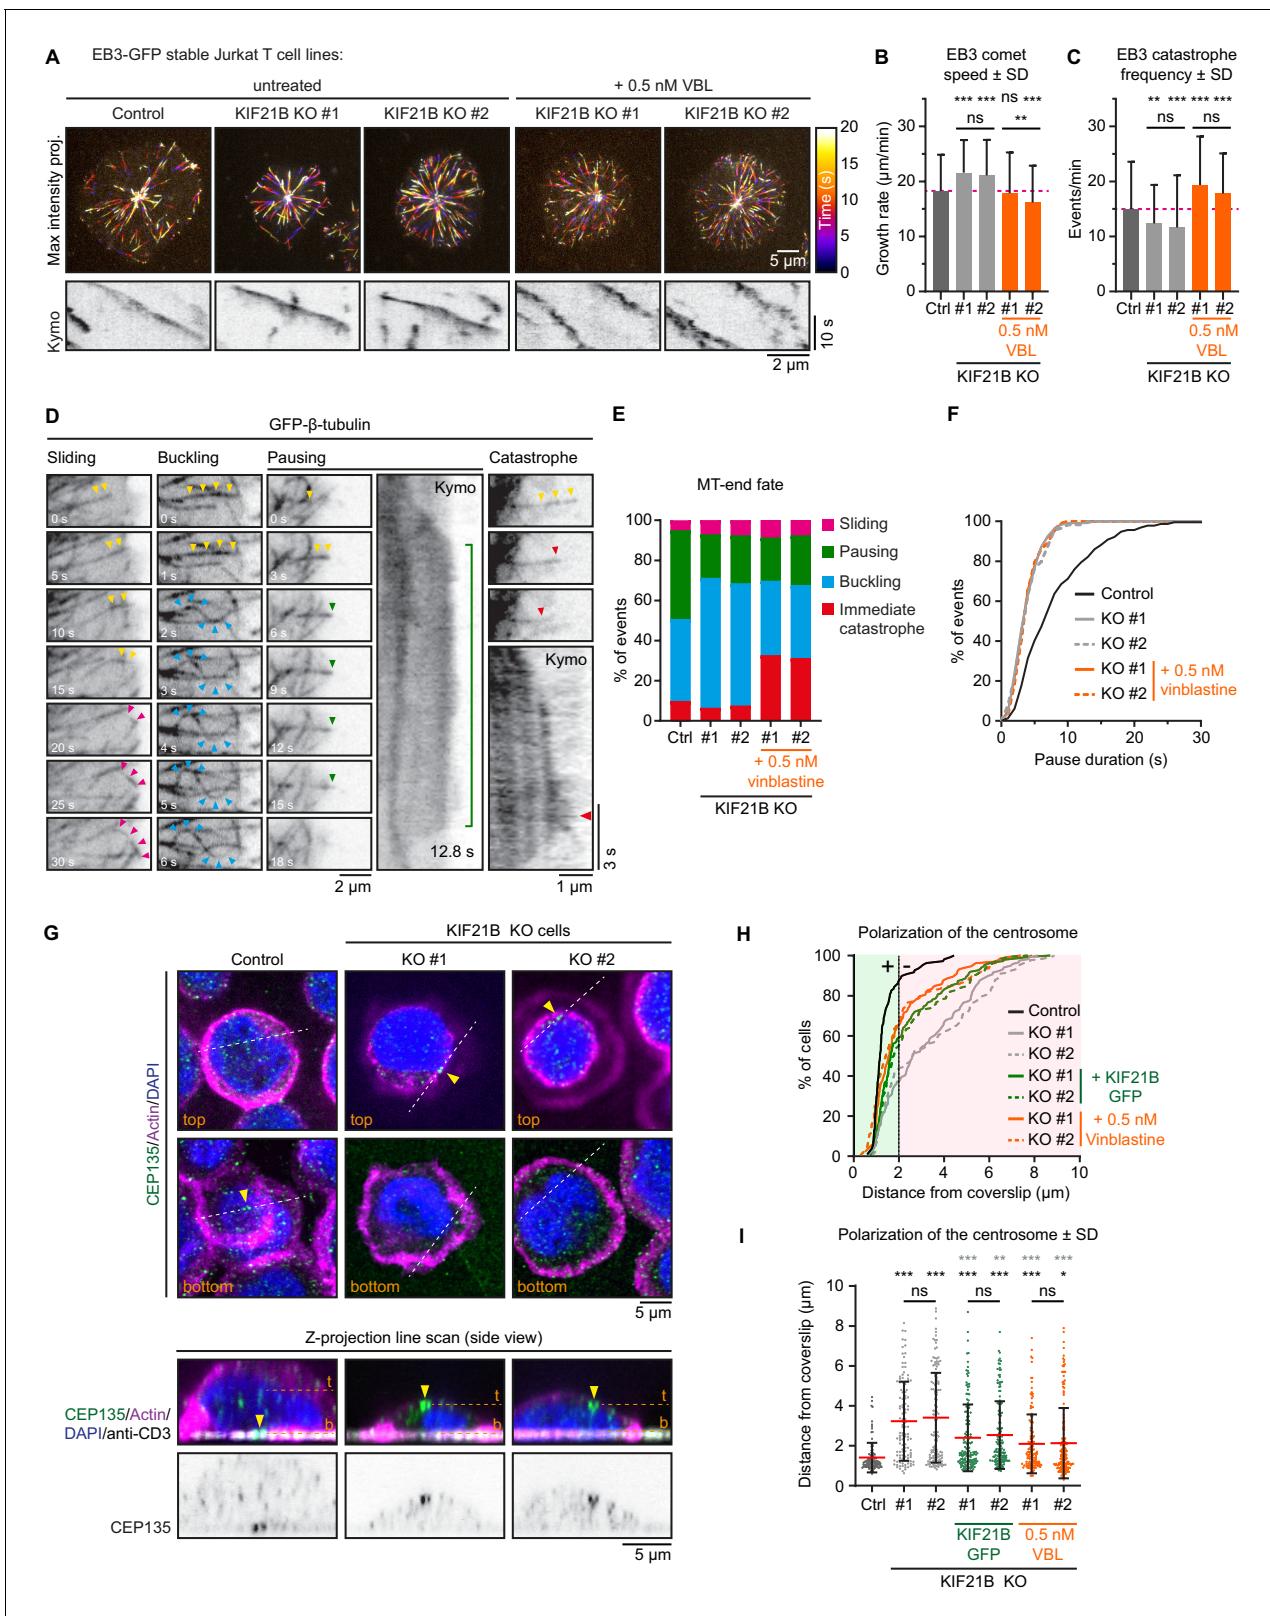 A
EB3-GFP stable Jurkat T cell lines:
untreated
+ 0.5 nM VBL
Control
KIF21B KO #1
KIF21B KO #2
KIF21B KO #1
KIF21B KO #2
Max intensity proj.
5 µm
20
15
10
5
0
Time (s)
Kymo
10 s
2 µm
B
EB3 comet
speed ± SD
*** *** ns ***
ns **
30
20
10
0
Growth rate (µm/min)
Ctrl #1 #2 #1 #2
0.5 nM
VBL
KIF21B KO
C
EB3 catastrophe
frequency ± SD
** *** *** ***
ns ns
30
20
10
0
Events/min
Ctrl #1 #2 #1 #2
0.5 nM
VBL
KIF21B KO
D
GFP-β-tubulin
Sliding
Buckling
Pausing
Catastrophe
0 s
5 s
10 s
15 s
20 s
25 s
30 s
0 s
1 s
2 s
3 s
4 s
5 s
6 s
0 s
3 s
6 s
9 s
12 s
15 s
18 s
Kymo
12.8 s
Kymo
3 s
2 µm
1 µm
E
MT-end fate
100
80
60
40
20
0
% of events
Sliding
Pausing
Buckling
Immediate
catastrophe
Ctrl #1 #2 #1 #2
+ 0.5 nM
vinblastine
KIF21B KO
F
100
80
60
40
20
0
% of events
Control
KO #1
KO #2
KO #1
KO #2
+ 0.5 nM
vinblastine
0 10 20 30
Pause duration (s)
G
KIF21B KO cells
Control
KO #1
KO #2
CEP135/Actin/DAPI
top
top
top
bottom
bottom
bottom
5 µm
Z-projection line scan (side view)
CEP135/Actin/
DAPI/anti-CD3
t
b
t
b
t
b
CEP135
5 µm
H
Polarization of the centrosome
100
80
60
40
20
0
% of cells
+ -
Control
KO #1
KO #2
KO #1
KO #2
+ KIF21B
GFP
KO #1
KO #2
+ 0.5 nM
Vinblastine
0 2 4 6 8 10
Distance from coverslip (µm)
I
Polarization of the centrosome ± SD
*** ** *** ***
*** *** *** *** *** *
ns ns ns
10
8
6
4
2
0
Distance from coverslip (µm)
Ctrl #1 #2 #1 #2 #1 #2
KIF21B
GFP
0.5 nM
VBL
KIF21B KO